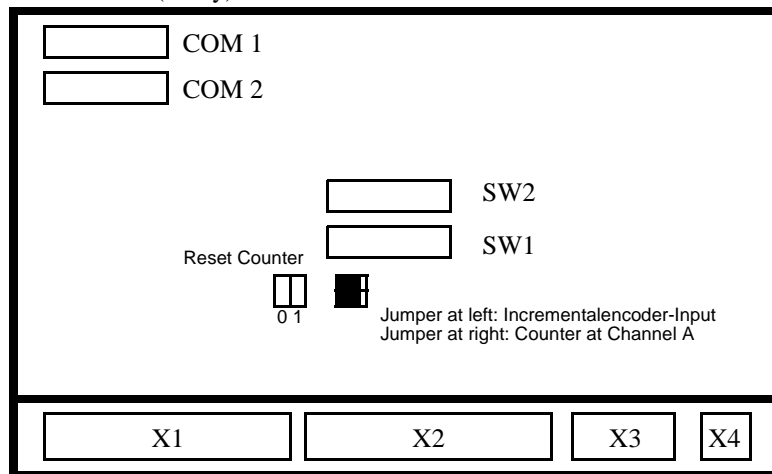 COM 1
COM 2
SW2
SW1
Reset Counter
0 1
Jumper at left: Incrementalencoder-Input
Jumper at right: Counter at Channel A
X1 X2 X3 X4